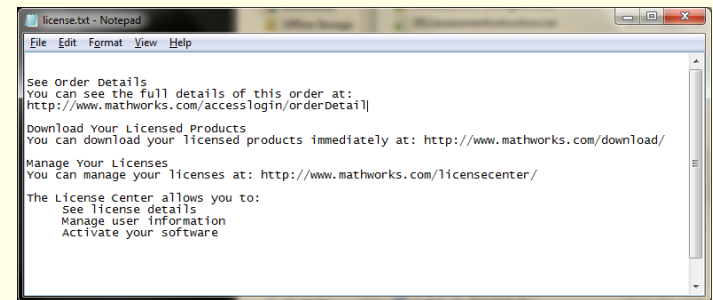 license.txt - Notepad
File Edit Format View Help
See Order Details
You can see the full details of this order at:
http://www.mathworks.com/accesslogin/orderDetail
Download Your Licensed Products
You can download your licensed products immediately at: http://www.mathworks.com/download/
Manage Your Licenses
You can manage your licenses at: http://www.mathworks.com/licensecenter/
The License Center allows you to:
See license details
Manage user information
Activate your software